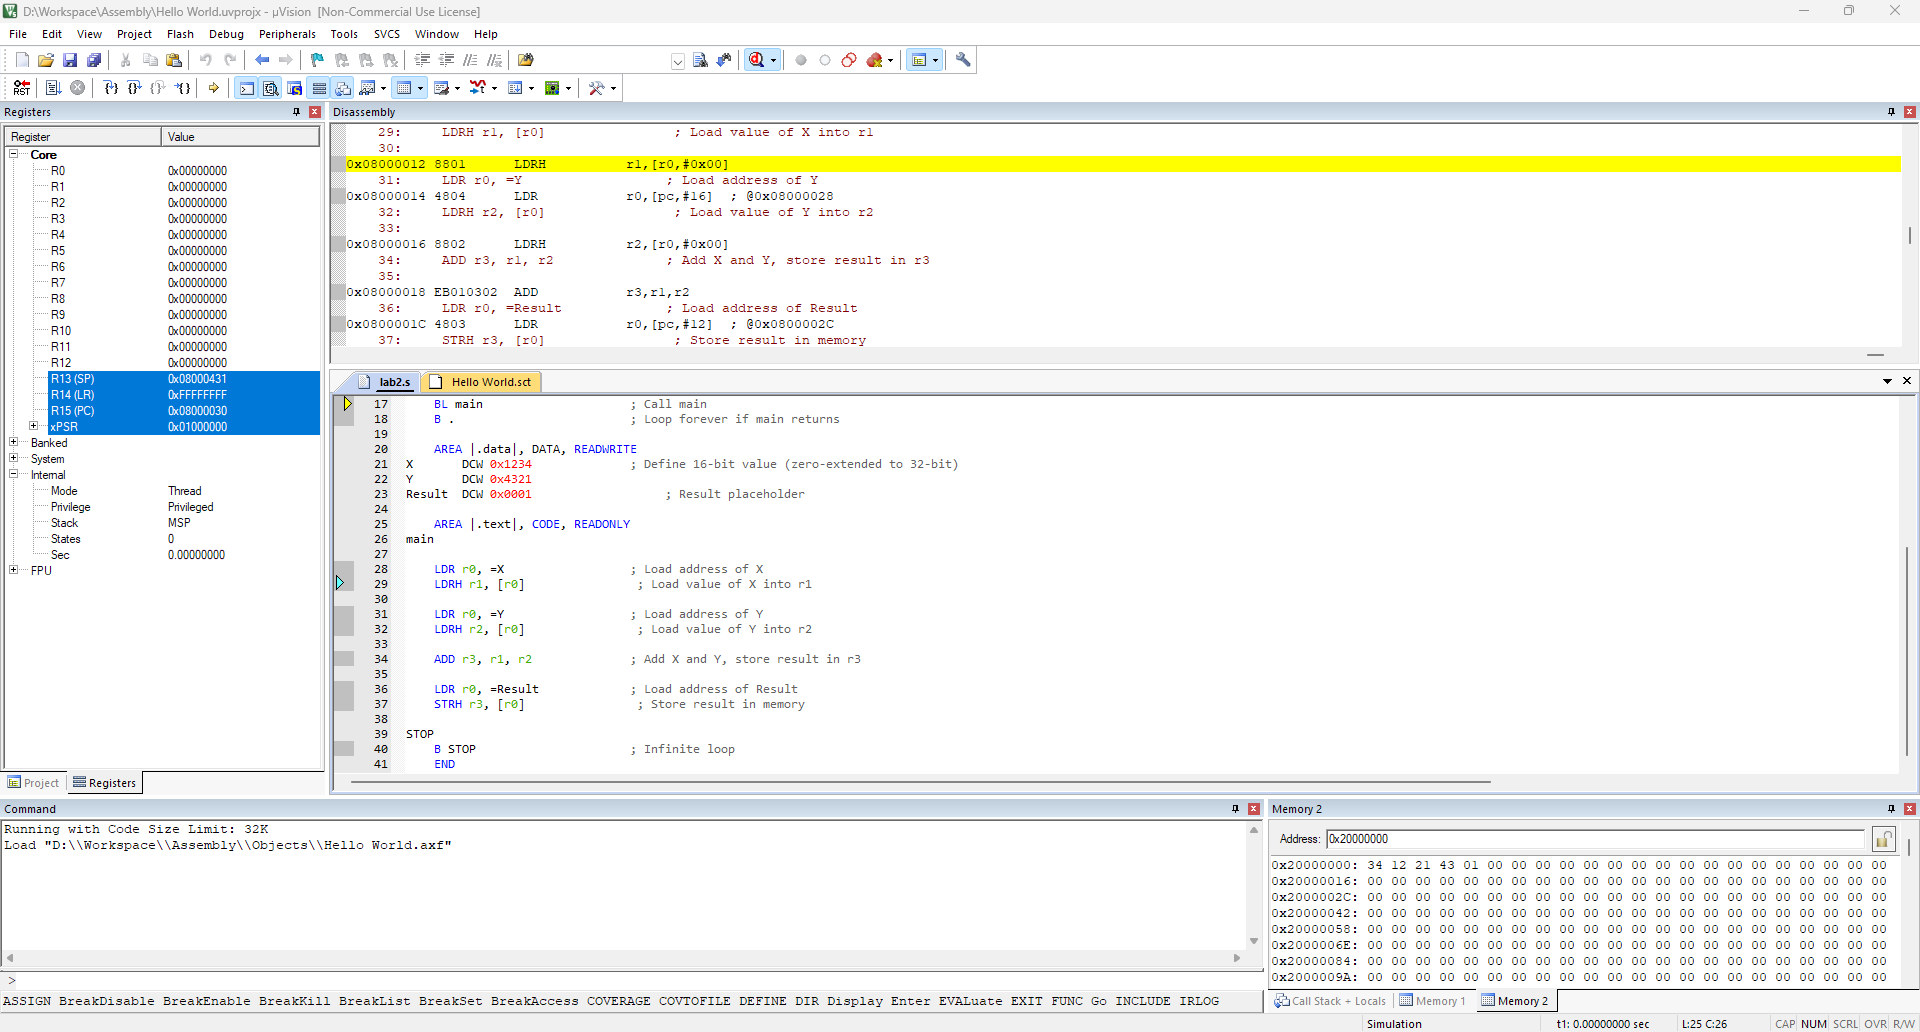 D:\Workspace\Assembly\Hello World.uvprojx - µVision  [Non-Commercial Use License]
File Edit View Project Flash Debug Peripherals Tools SVCS Window Help
Registers
Register Value
Core
R0 0x00000000
R1 0x00000000
R2 0x00000000
R3 0x00000000
R4 0x00000000
R5 0x00000000
R6 0x00000000
R7 0x00000000
R8 0x00000000
R9 0x00000000
R10 0x00000000
R11 0x00000000
R12 0x00000000
R13 (SP) 0x08000431
R14 (LR) 0xFFFFFFFF
R15 (PC) 0x08000030
xPSR 0x01000000
Banked
System
Internal
Mode Thread
Privilege Privileged
Stack MSP
States 0
Sec 0.00000000
FPU
Project Registers
Disassembly
29: LDRH r1, [r0] ; Load value of X into r1
30:
0x08000012 8801 LDRH r1,[r0,#0x00]
31: LDR r0, =Y ; Load address of Y
0x08000014 4804 LDR r0,[pc,#16] ; @0x08000028
32: LDRH r2, [r0] ; Load value of Y into r2
33:
0x08000016 8802 LDRH r2,[r0,#0x00]
34: ADD r3, r1, r2 ; Add X and Y, store result in r3
35:
0x08000018 EB010302 ADD r3,r1,r2
36: LDR r0, =Result ; Load address of Result
0x0800001C 4803 LDR r0,[pc,#12] ; @0x0800002C
37: STRH r3, [r0] ; Store result in memory
lab2.s Hello World.sct
17 BL main ; Call main
18 B . ; Loop forever if main returns
19
20 AREA |.data|, DATA, READWRITE
21 X DCW 0x1234 ; Define 16-bit value (zero-extended to 32-bit)
22 Y DCW 0x4321
23 Result DCW 0x0001 ; Result placeholder
24
25 AREA |.text|, CODE, READONLY
26 main
27
28 LDR r0, =X ; Load address of X
29 LDRH r1, [r0] ; Load value of X into r1
30
31 LDR r0, =Y ; Load address of Y
32 LDRH r2, [r0] ; Load value of Y into r2
33
34 ADD r3, r1, r2 ; Add X and Y, store result in r3
35
36 LDR r0, =Result ; Load address of Result
37 STRH r3, [r0] ; Store result in memory
38
39 STOP
40 B STOP ; Infinite loop
41 END
Command
Running with Code Size Limit: 32K
Load "D:\\Workspace\\Assembly\\Objects\\Hello World.axf"
>
ASSIGN BreakDisable BreakEnable BreakKill BreakList BreakSet BreakAccess COVERAGE COVTOFILE DEFINE DIR Display Enter EVALuate EXIT FUNC Go INCLUDE IRLOG
Memory 2
Address: 0x20000000
0x20000000: 34 12 21 43 01 00 00 00 00 00 00 00 00 00 00 00 00 00 00 00 00 00
0x20000016: 00 00 00 00 00 00 00 00 00 00 00 00 00 00 00 00 00 00 00 00 00 00
0x2000002C: 00 00 00 00 00 00 00 00 00 00 00 00 00 00 00 00 00 00 00 00 00 00
0x20000042: 00 00 00 00 00 00 00 00 00 00 00 00 00 00 00 00 00 00 00 00 00 00
0x20000058: 00 00 00 00 00 00 00 00 00 00 00 00 00 00 00 00 00 00 00 00 00 00
0x2000006E: 00 00 00 00 00 00 00 00 00 00 00 00 00 00 00 00 00 00 00 00 00 00
0x20000084: 00 00 00 00 00 00 00 00 00 00 00 00 00 00 00 00 00 00 00 00 00 00
0x2000009A: 00 00 00 00 00 00 00 00 00 00 00 00 00 00 00 00 00 00 00 00 00 00
Call Stack + Locals Memory 1 Memory 2
Simulation t1: 0.00000000 sec L:25 C:26 CAP NUM SCRL OVR R/W